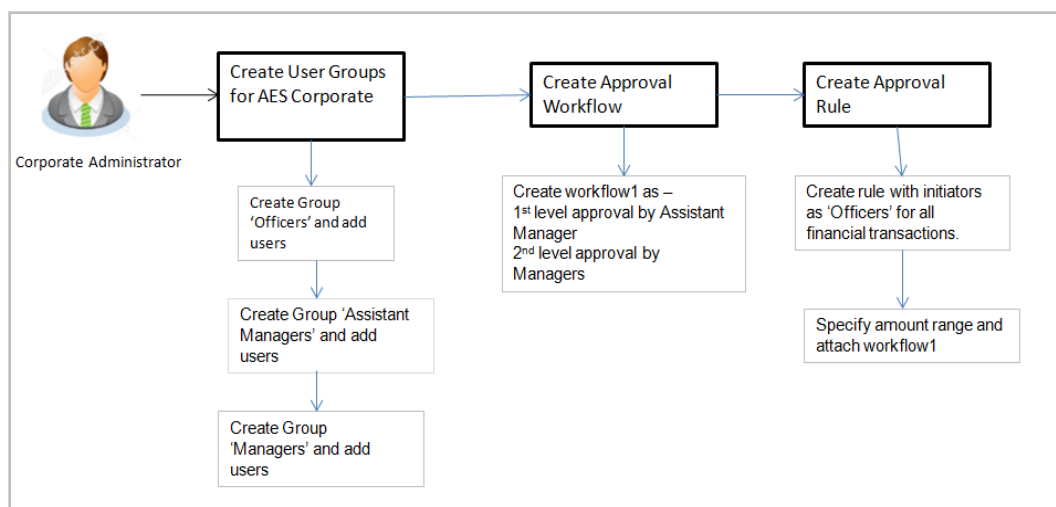 Create User Groups
for AES Corporate
Create Approval
Workflow
Create Approval
Rule
Corporate Administrator
Create Group
‘Officers’ and add
users
Create Group ‘Assistant
Managers’ and add
users
Create Group
‘Managers’ and add
users
Create workflow1 as –
1st level approval by Assistant
Manager
2nd level approval by
Managers
Create rule with initiators
as ‘Officers’ for all
financial transactions.
Specify amount range and
attach workflow1